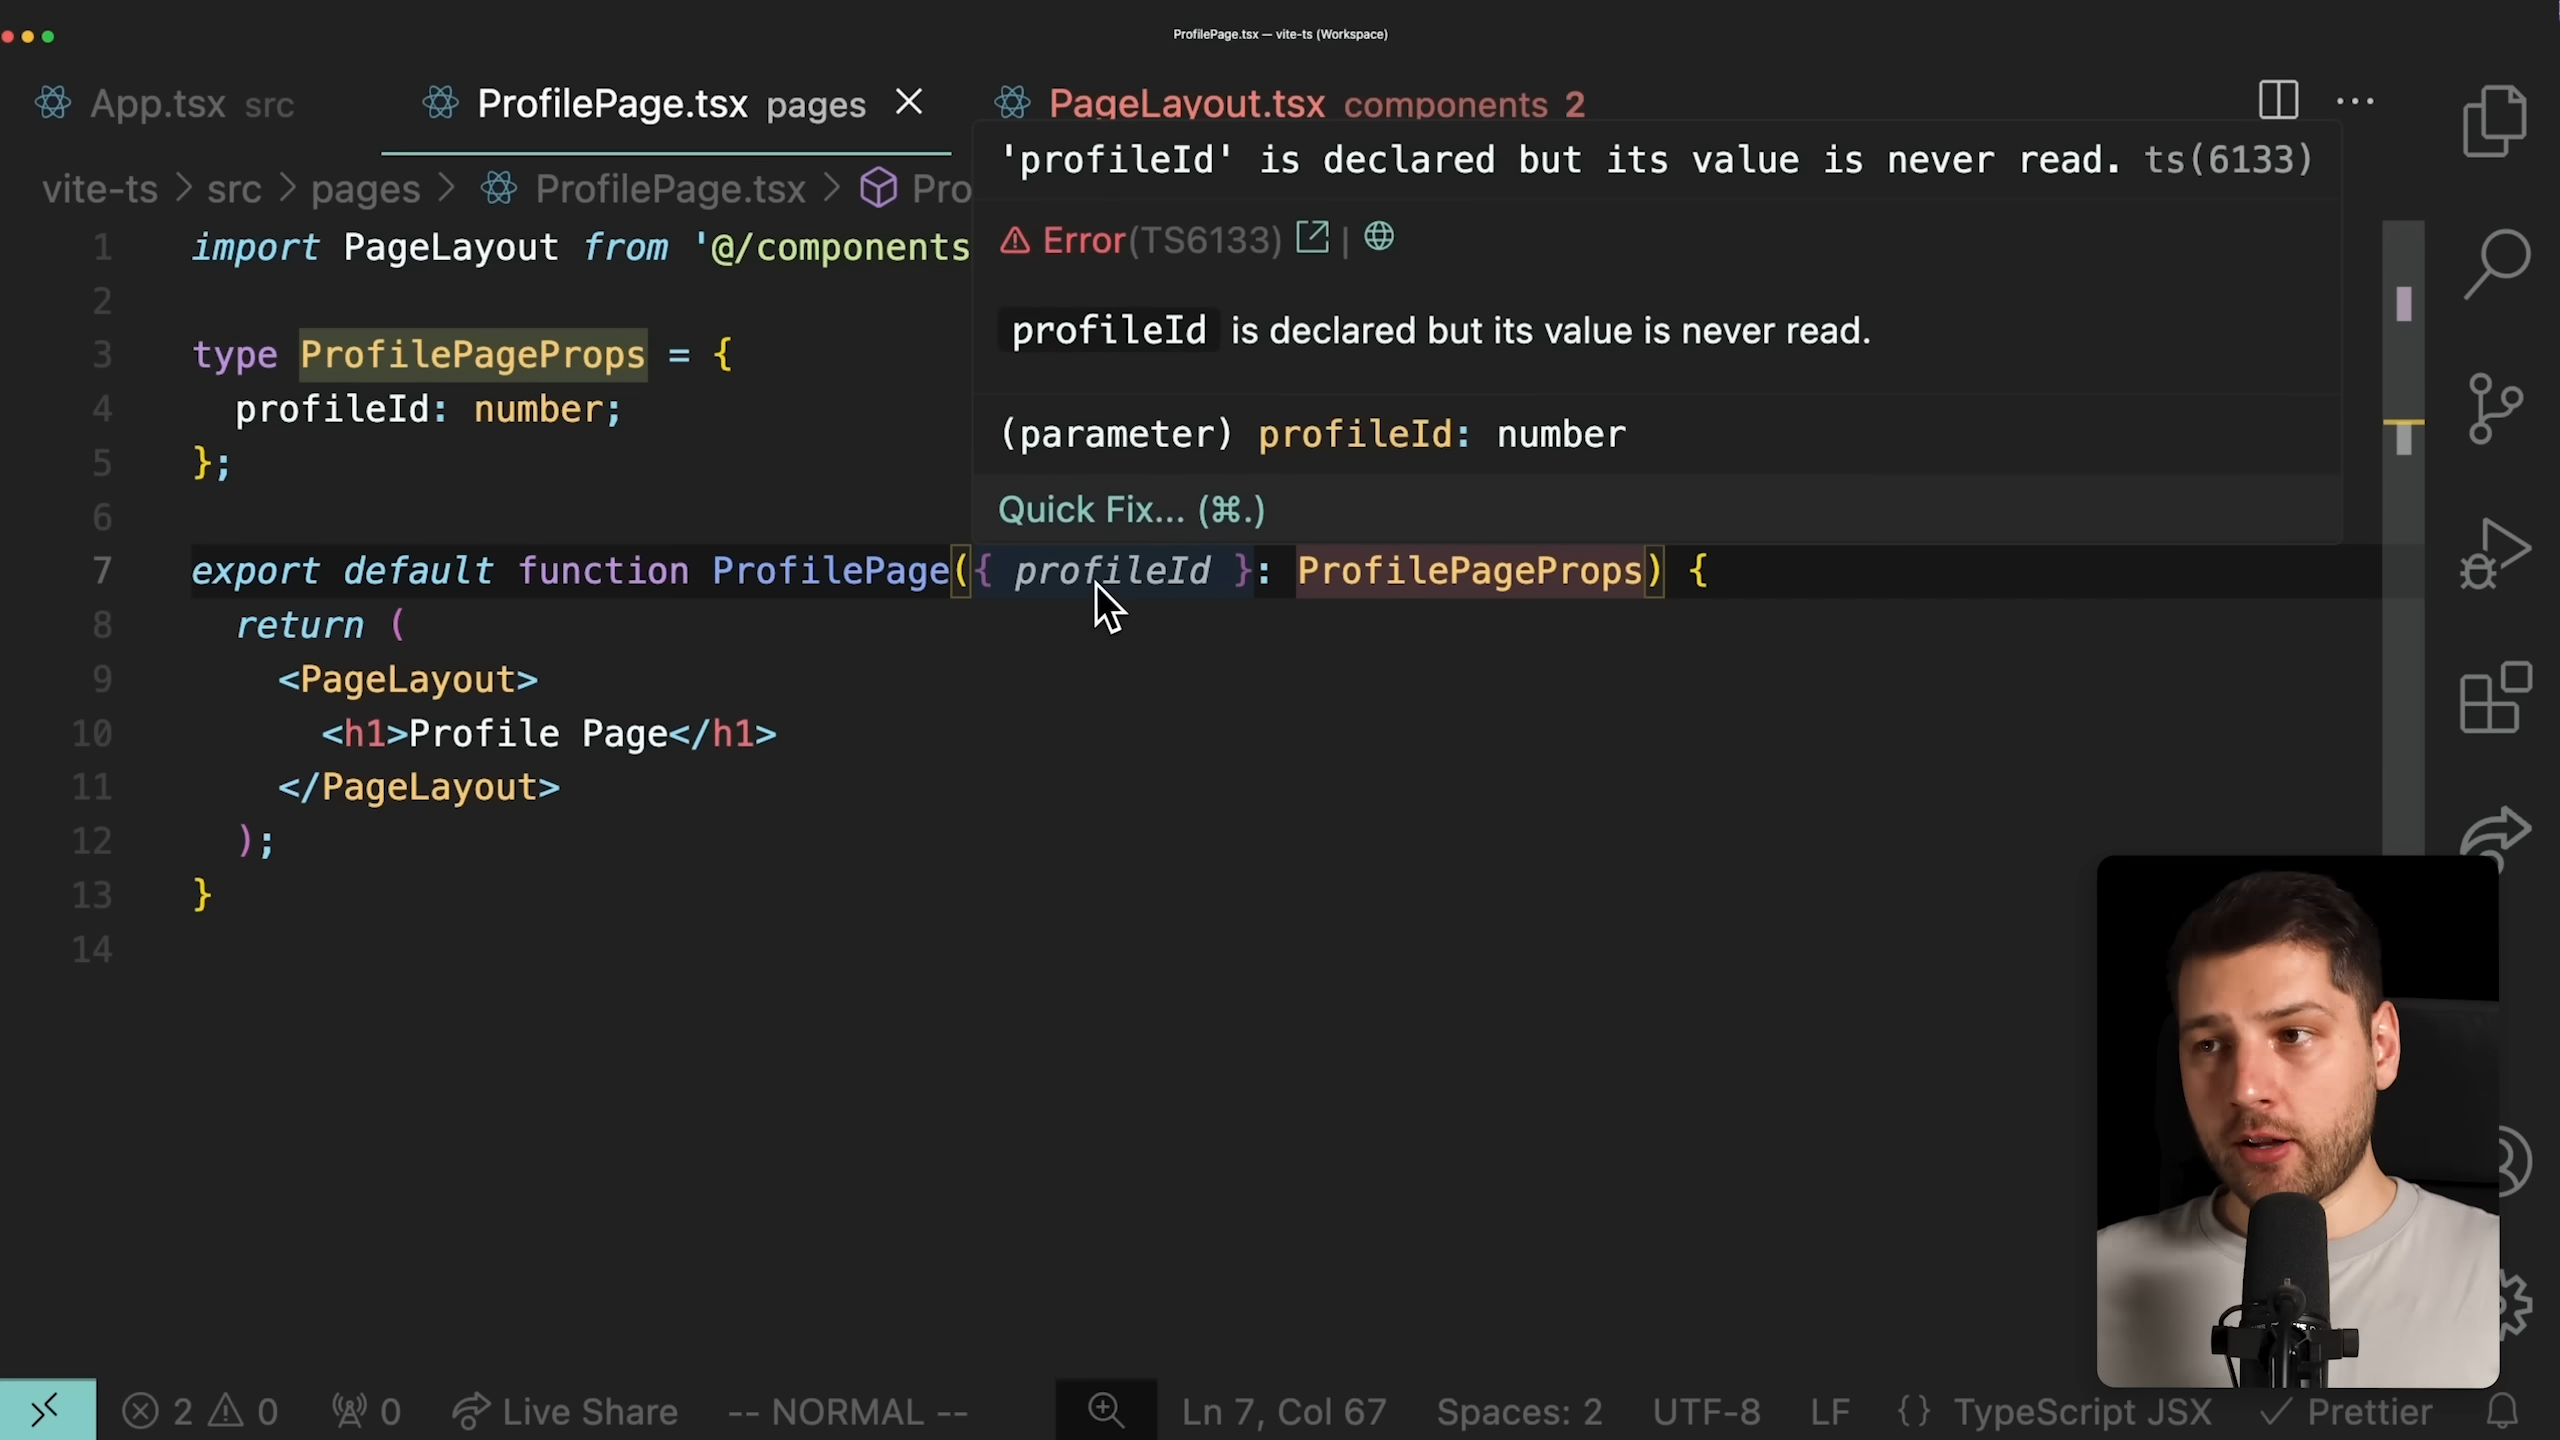 ProfilePage.tsx — vite-ts (Workspace)
App.tsx src
ProfilePage.tsx pages
PageLayout.tsx components 2
vite-ts > src > pages > ProfilePage.tsx > Pro
'profileId' is declared but its value is never read. ts(6133)
Error(TS6133) |
profileId is declared but its value is never read.
(parameter) profileId: number
Quick Fix... (⌘.)
1 import PageLayout from '@/components
2
3 type ProfilePageProps = {
4 profileId: number;
5 };
6
7 export default function ProfilePage({ profileId }: ProfilePageProps) {
8 return (
9 <PageLayout>
10 <h1>Profile Page</h1>
11 </PageLayout>
12 );
13 }
14
2 0 0 Live Share -- NORMAL -- Ln 7, Col 67 Spaces: 2 UTF-8 LF {} TypeScript JSX ✓ Prettier